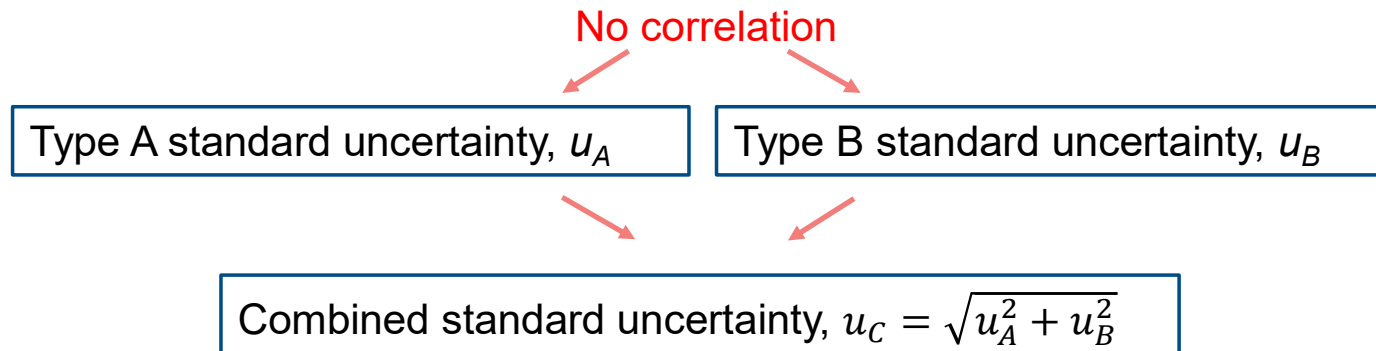 No correlation
Type A standard uncertainty, u_A
Type B standard uncertainty, u_B
Combined standard uncertainty, u_C = √(u_A^2 + u_B^2)